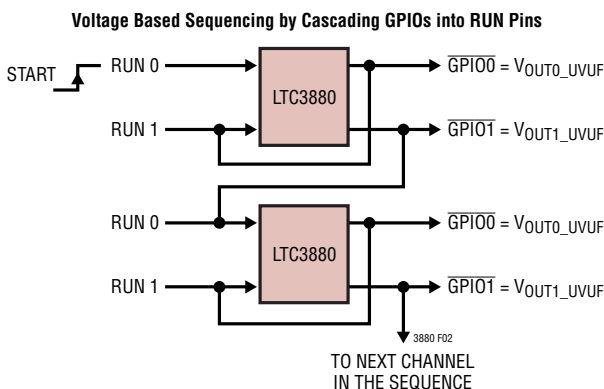 Voltage Based Sequencing by Cascading GPIOs into RUN Pins
START
RUN 0
LTC3880
GPIO0 = VOUT0_UVUF
RUN 1
GPIO1 = VOUT1_UVUF
RUN 0
LTC3880
GPIO0 = VOUT0_UVUF
RUN 1
GPIO1 = VOUT1_UVUF
3880 F02
TO NEXT CHANNEL
IN THE SEQUENCE